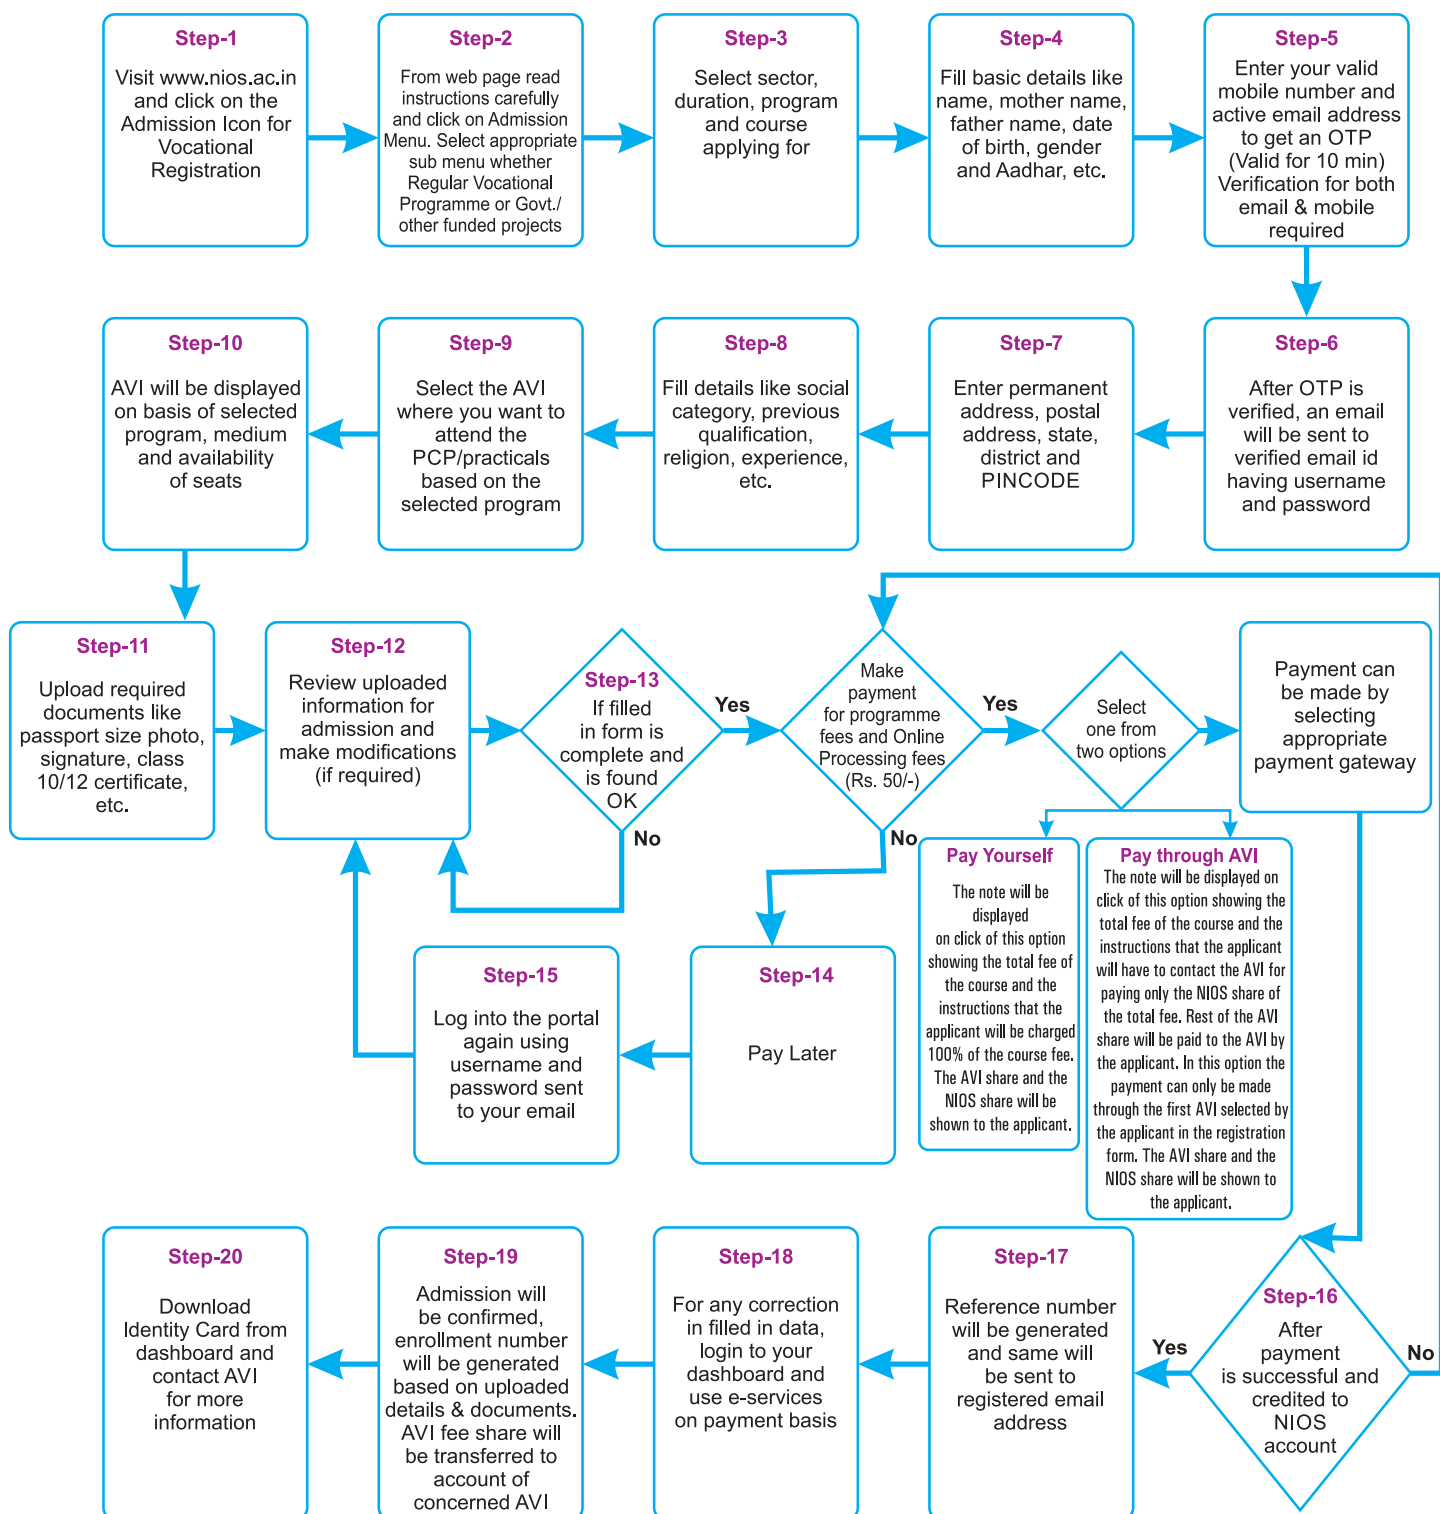 Step-1
Visit www.nios.ac.in
and click on the
Admission Icon for
Vocational
Registration
Step-2
From web page read
instructions carefully
and click on Admission
Menu. Select appropriate
sub menu whether
Regular Vocational
Programme or Govt./
other funded projects
Step-3
Select sector,
duration, program
and course
applying for
Step-4
Fill basic details like
name, mother name,
father name, date
of birth, gender
and Aadhar, etc.
Step-5
Enter your valid
mobile number and
active email address
to get an OTP
(Valid for 10 min)
Verification for both
email & mobile
required
Step-6
After OTP is
verified, an email
will be sent to
verified email id
having username
and password
Step-7
Enter permanent
address, postal
address, state,
district and
PINCODE
Step-8
Fill details like social
category, previous
qualification,
religion, experience,
etc.
Step-9
Select the AVI
where you want to
attend the
PCP/practicals
based on the
selected program
Step-10
AVI will be displayed
on basis of selected
program, medium
and availability
of seats
Step-11
Upload required
documents like
passport size photo,
signature, class
10/12 certificate,
etc.
Step-12
Review uploaded
information for
admission and
make modifications
(if required)
Step-13
If filled
in form is
complete and
is found
OK
Yes
No
Make
payment
for programme
fees and Online
Processing fees
(Rs. 50/-)
Yes
No
Select
one from
two options
Payment can
be made by
selecting
appropriate
payment gateway
Pay Yourself
The note will be
displayed
on click of this option
showing the total fee of
the course and the
instructions that the
applicant will be charged
100% of the course fee.
The AVI share and the
NIOS share will be
shown to the applicant.
Pay through AVI
The note will be displayed on
click of this option showing the
total fee of the course and the
instructions that the applicant
will have to contact the AVI for
paying only the NIOS share of
the total fee. Rest of the AVI
share will be paid to the AVI by
the applicant. In this option the
payment can only be made
through the first AVI selected by
the applicant in the registration
form. The AVI share and the
NIOS share will be shown to
the applicant.
Step-14
Pay Later
Step-15
Log into the portal
again using
username and
password sent
to your email
Step-16
After
payment
is successful and
credited to
NIOS
account
Yes
No
Step-17
Reference number
will be generated
and same will
be sent to
registered email
address
Step-18
For any correction
in filled in data,
login to your
dashboard and
use e-services
on payment basis
Step-19
Admission will
be confirmed,
enrollment number
will be generated
based on uploaded
details & documents.
AVI fee share will
be transferred to
account of
concerned AVI
Step-20
Download
Identity Card from
dashboard and
contact AVI
for more
information